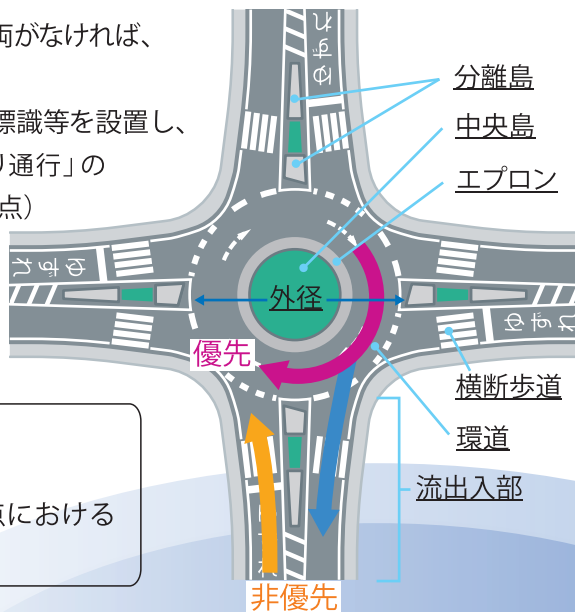 両がなければ、
標識等を設置し、
り通行」の
点）
点における
分離島
中央島
エプロン
外径
優先
横断歩道
環道
流出入部
非優先
ゆずれ
ゆずれ
ゆずれ